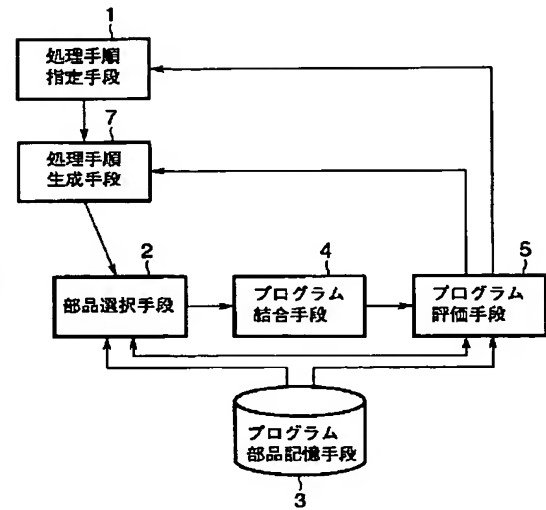 1
処理手順
指定手段
7
処理手順
生成手段
2
部品選択手段
4
プログラム
結合手段
5
プログラム
評価手段
プログラム
部品記憶手段
3